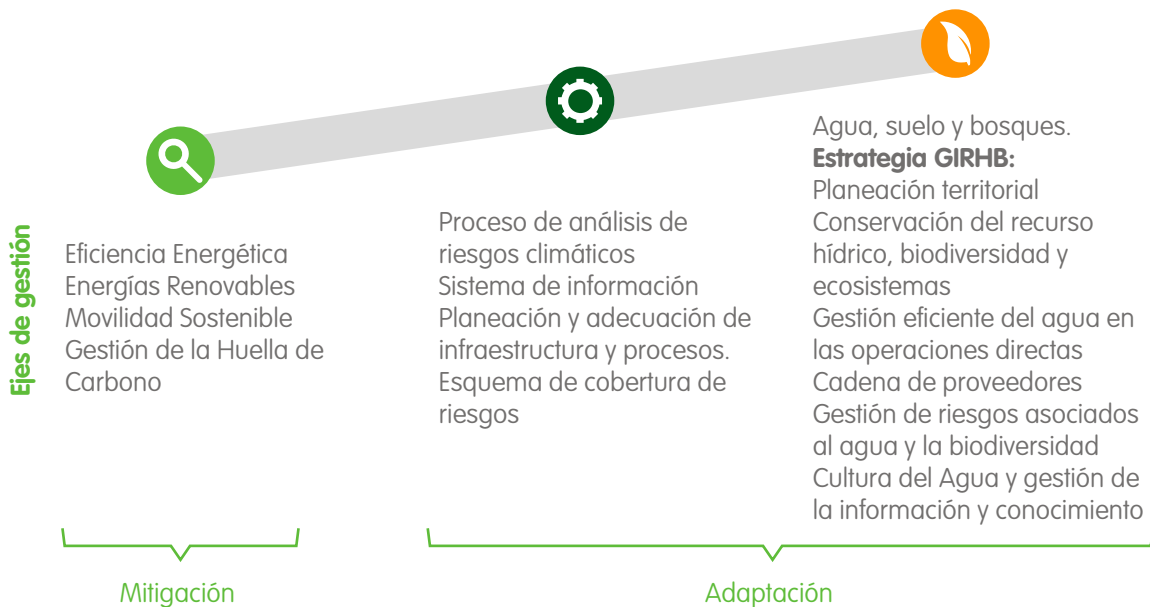 Ejes de gestión
Eficiencia Energética
Energías Renovables
Movilidad Sostenible
Gestión de la Huella de
Carbono
Proceso de análisis de
riesgos climáticos
Sistema de información
Planeación y adecuación de
infraestructura y procesos.
Esquema de cobertura de
riesgos
Agua, suelo y bosques.
Estrategia GIRHB:
Planeación territorial
Conservación del recurso
hídrico, biodiversidad y
ecosistemas
Gestión eficiente del agua en
las operaciones directas
Cadena de proveedores
Gestión de riesgos asociados
al agua y la biodiversidad
Cultura del Agua y gestión de
la información y conocimiento
Mitigación
Adaptación